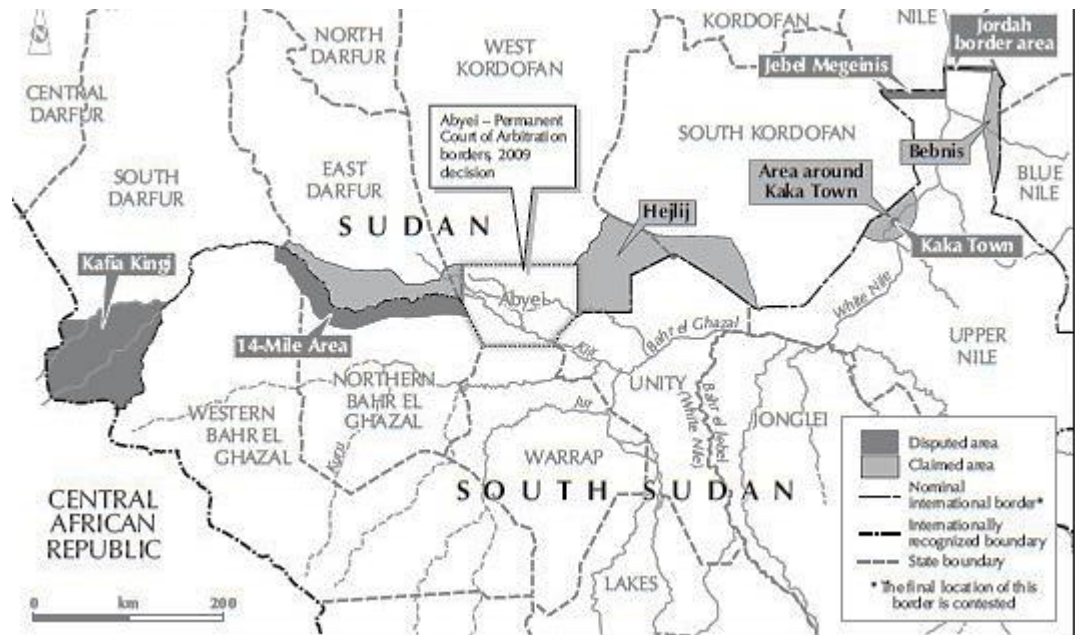 N
NORTH
DARFUR
WEST
KORDOFAN
KORDOFAN
NILE
Jordah
border area
Jebel Megeinis
CENTRAL
DARFUR
Abyei – Permanent
Court of Arbitration
borders, 2009
decision
SOUTH KORDOFAN
Bebnis
SOUTH
DARFUR
EAST
DARFUR
Area around
Kaka Town
BLUE
NILE
SUDAN
Hejlij
Kaka Town
Kafia Kingi
Abyei
White Nile
14-Mile Area
Kiir
Bahr el Ghazal
UPPER
NILE
NORTHERN
BAHR EL
GHAZAL
UNITY
WESTERN
BAHR EL
GHAZAL
Jur
Bahr el Jebel
(White Nile)
JONGLEI
Kuru
WARRAP
SOUTH SUDAN
CENTRAL
AFRICAN
REPUBLIC
LAKES
0 km 200
Disputed area
Claimed area
Nominal
international border*
Internationally
recognized boundary
State boundary
* The final location of this
border is contested